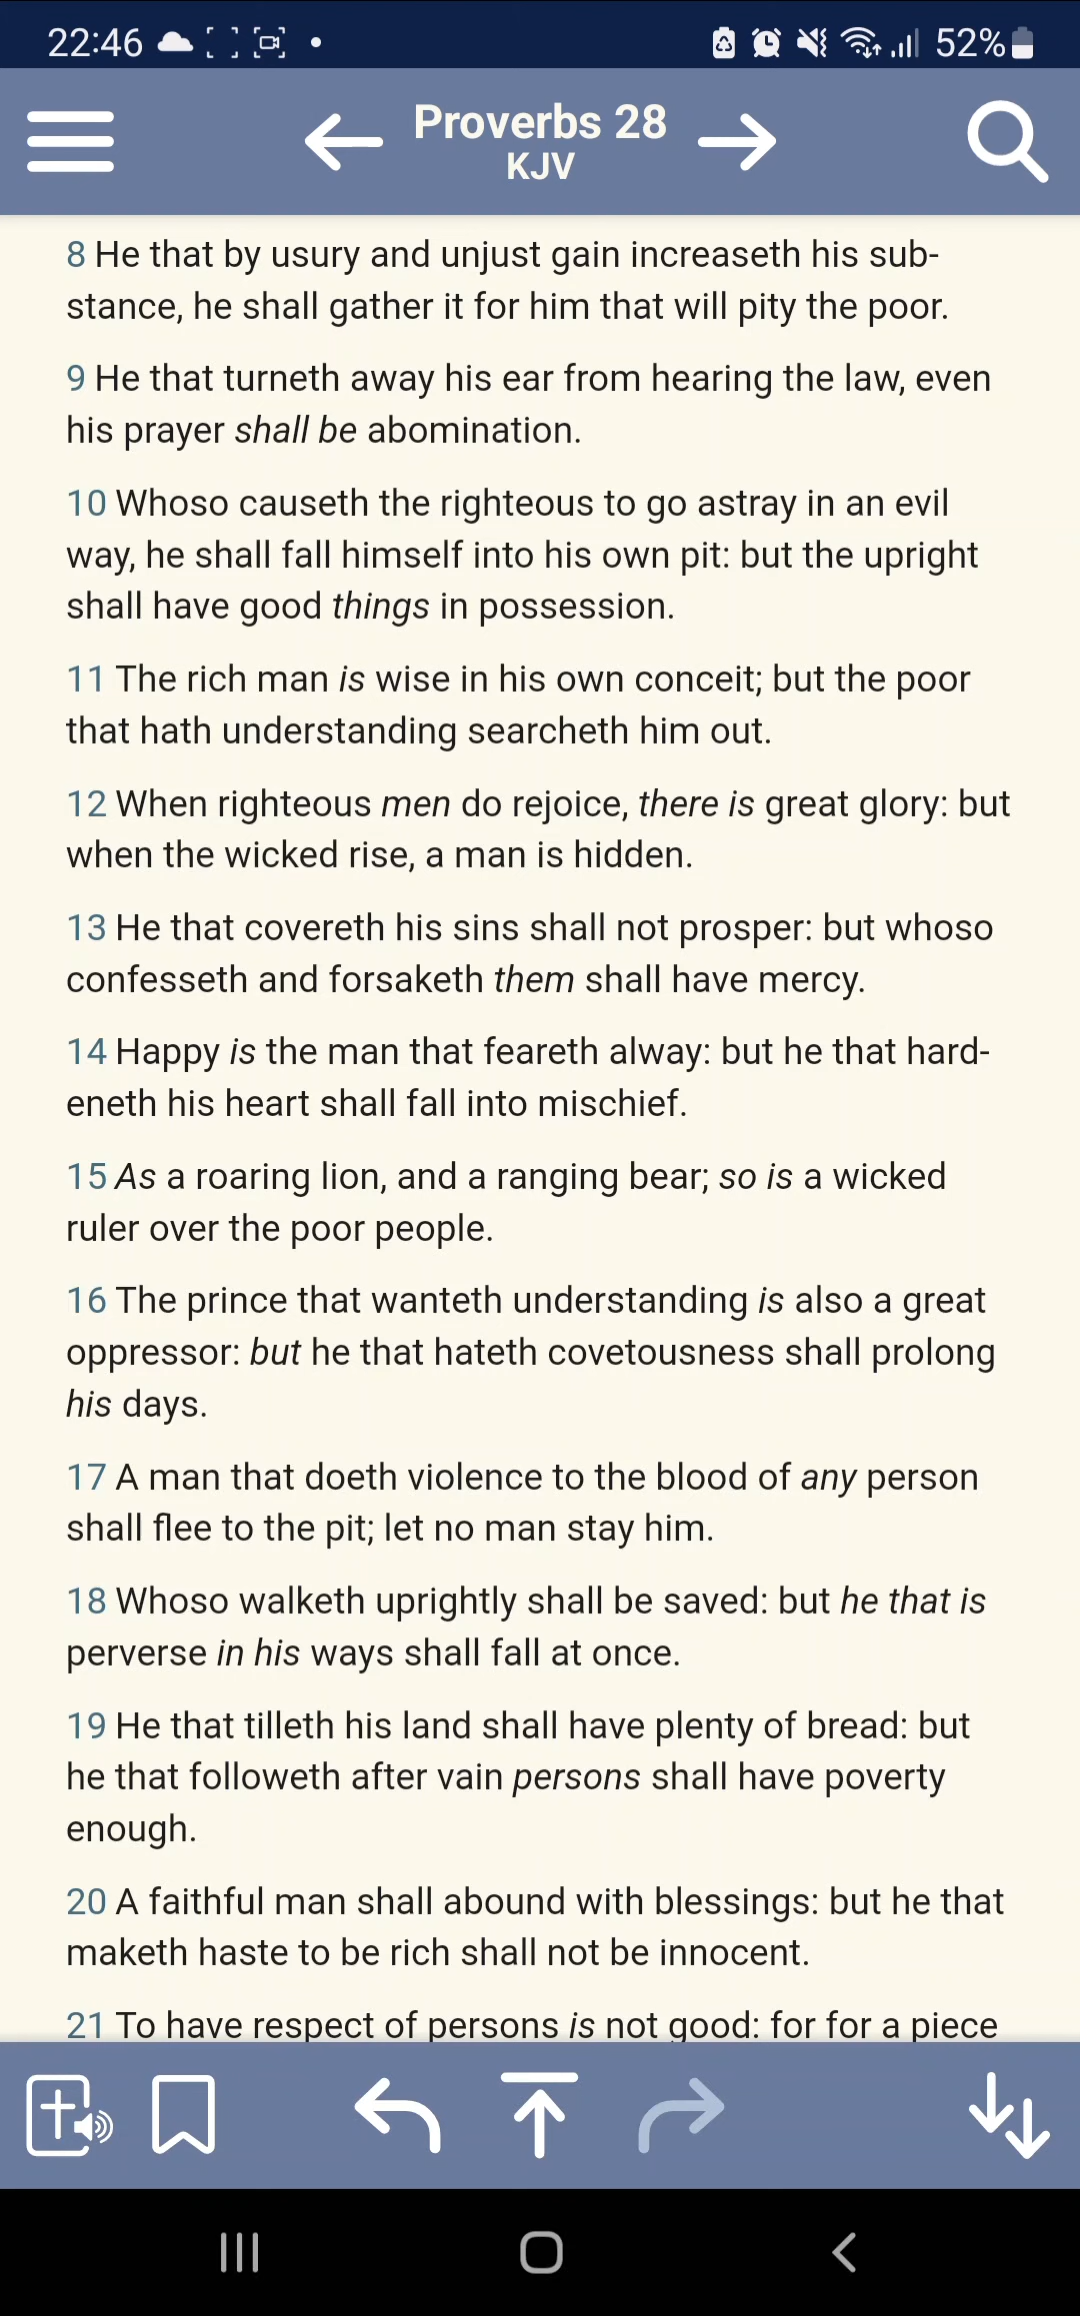 22:46
52%
Proverbs 28
KJV
8 He that by usury and unjust gain increaseth his sub-
stance, he shall gather it for him that will pity the poor.
9 He that turneth away his ear from hearing the law, even
his prayer shall be abomination.
10 Whoso causeth the righteous to go astray in an evil
way, he shall fall himself into his own pit: but the upright
shall have good things in possession.
11 The rich man is wise in his own conceit; but the poor
that hath understanding searcheth him out.
12 When righteous men do rejoice, there is great glory: but
when the wicked rise, a man is hidden.
13 He that covereth his sins shall not prosper: but whoso
confesseth and forsaketh them shall have mercy.
14 Happy is the man that feareth alway: but he that hard-
eneth his heart shall fall into mischief.
15 As a roaring lion, and a ranging bear; so is a wicked
ruler over the poor people.
16 The prince that wanteth understanding is also a great
oppressor: but he that hateth covetousness shall prolong
his days.
17 A man that doeth violence to the blood of any person
shall flee to the pit; let no man stay him.
18 Whoso walketh uprightly shall be saved: but he that is
perverse in his ways shall fall at once.
19 He that tilleth his land shall have plenty of bread: but
he that followeth after vain persons shall have poverty
enough.
20 A faithful man shall abound with blessings: but he that
maketh haste to be rich shall not be innocent.
21 To have respect of persons is not good: for for a piece